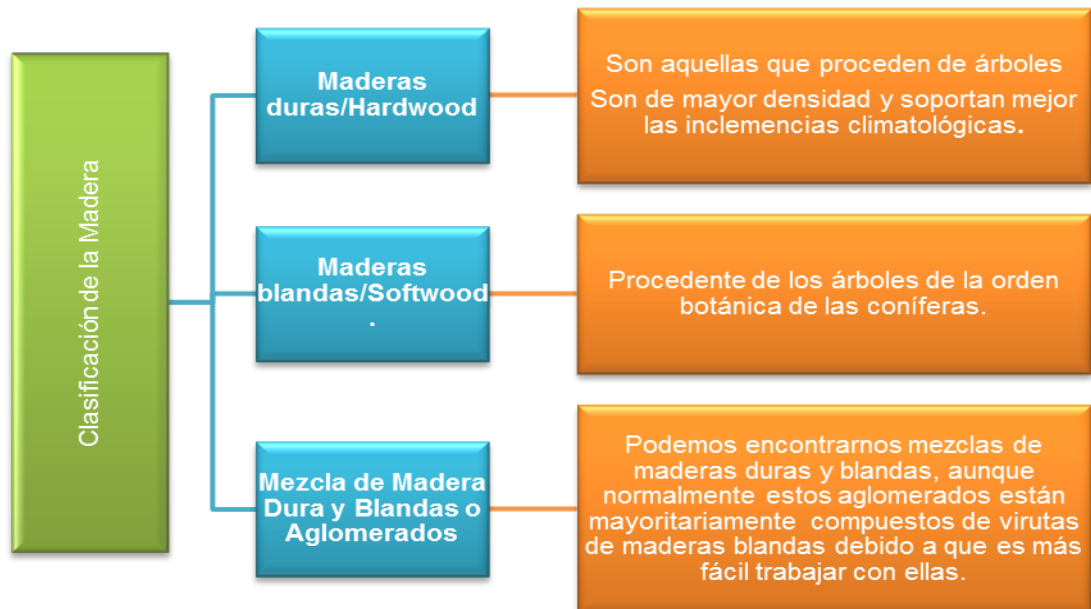 Clasificación de la Madera
Maderas
duras/Hardwood
Son aquellas que proceden de árboles
Son de mayor densidad y soportan mejor
las inclemencias climatológicas.
Maderas
blandas/Softwood
.
Procedente de los árboles de la orden
botánica de las coníferas.
Mezcla de Madera
Dura y Blandas o
Aglomerados
Podemos encontrarnos mezclas de
maderas duras y blandas, aunque
normalmente estos aglomerados están
mayoritariamente compuestos de virutas
de maderas blandas debido a que es más
fácil trabajar con ellas.